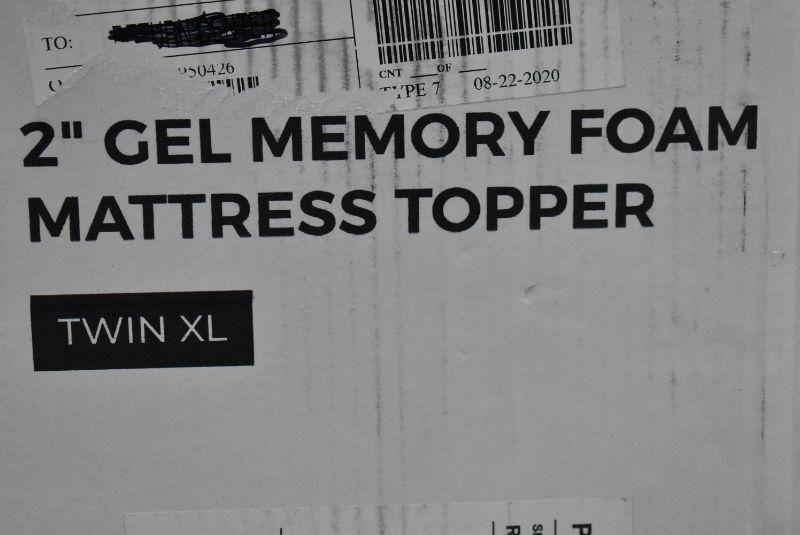 TO:
950426
CNT OF
TYPE 7 08-22-2020
2" GEL MEMORY FOAM
MATTRESS TOPPER
TWIN XL